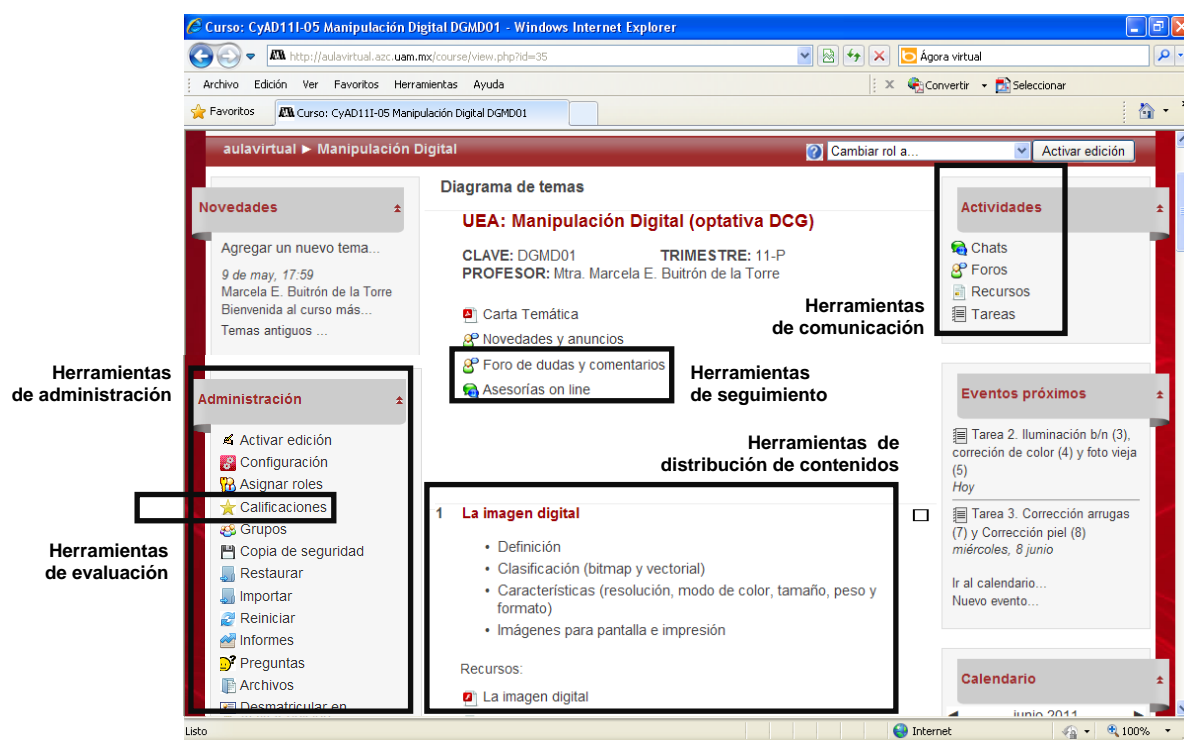 Curso: CyAD11I-05 Manipulación Digital DGMD01 - Windows Internet Explorer
http://aulavirtual.azc.uam.mx/course/view.php?id=35
Ágora virtual
Archivo Edición Ver Favoritos Herramientas Ayuda
Convertir Seleccionar
Favoritos
Curso: CyAD11I-05 Manipulación Digital DGMD01
aulavirtual ► Manipulación Digital
Cambiar rol a...
Activar edición
Novedades
Agregar un nuevo tema...
9 de may, 17:59
Marcela E. Buitrón de la Torre
Bienvenida al curso más...
Temas antiguos ...
Herramientas
de administración
Administración
Activar edición
Configuración
Asignar roles
Calificaciones
Grupos
Copia de seguridad
Restaurar
Importar
Reiniciar
Informes
Preguntas
Archivos
Desmatricular en
Herramientas
de evaluación
Diagrama de temas
UEA: Manipulación Digital (optativa DCG)
CLAVE: DGMD01 TRIMESTRE: 11-P
PROFESOR: Mtra. Marcela E. Buitrón de la Torre
Carta Temática
Novedades y anuncios
Foro de dudas y comentarios
Asesorías on line
Herramientas
de seguimiento
Herramientas
de comunicación
Herramientas de
distribución de contenidos
1 La imagen digital
• Definición
• Clasificación (bitmap y vectorial)
• Características (resolución, modo de color, tamaño, peso y
formato)
• Imágenes para pantalla e impresión
Recursos:
La imagen digital
Actividades
Chats
Foros
Recursos
Tareas
Eventos próximos
Tarea 2. Iluminación b/n (3),
correción de color (4) y foto vieja
(5)
Hoy
Tarea 3. Corrección arrugas
(7) y Corrección piel (8)
miércoles, 8 junio
Ir al calendario...
Nuevo evento...
Calendario
junio 2011
Listo
Internet
100%